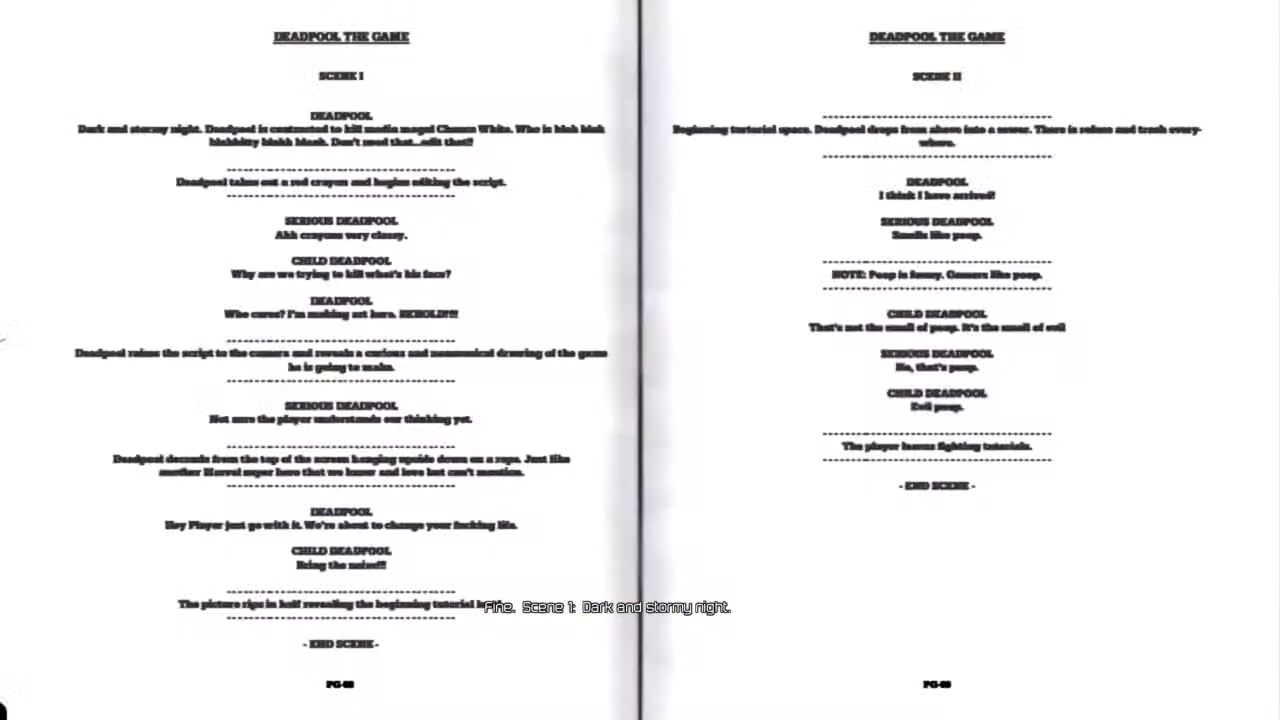 DEADPOOL THE GAME
SCENE I
DEADPOOL
Dark and stormy night. Deadpool is contracted to kill media mogul Chance White. Who is blah blah
blahbitty blahh blaah. Don't need that...edit that!!
Deadpool takes out a red crayon and begins editing the script.
SERIOUS DEADPOOL
Ahh crayons very classy.
CHILD DEADPOOL
Why are we trying to kill what's his face?
DEADPOOL
Who cares? I'm making art here. BEHOLD!!!!
Deadpool raises the script to the camera and reveals a curious and nonsensical drawing of the game
he is going to make.
SERIOUS DEADPOOL
Not sure the player understands our thinking yet.
Deadpool descends from the top of the screen hanging upside down on a rope. Just like
another Marvel super hero that we know and love but can't mention.
DEADPOOL
Hey Player just go with it. We're about to change your fucking life.
CHILD DEADPOOL
Bring the noise!!!
The picture rips in half revealing the beginning tutorial
- END SCENE -
DEADPOOL THE GAME
SCENE II
Beginning tutorial space. Deadpool drops from above into a sewer. There is refuse and trash every-
where.
DEADPOOL
I think I have arrived!
SERIOUS DEADPOOL
Smells like poop.
NOTE: Poop is funny. Gamers like poop.
CHILD DEADPOOL
That's not the smell of poop. It's the smell of evil
SERIOUS DEADPOOL
No, that's poop.
CHILD DEADPOOL
Evil poop.
The player learns fighting tutorials.
- END SCENE -
Fine. Scene 1: Dark and stormy night.